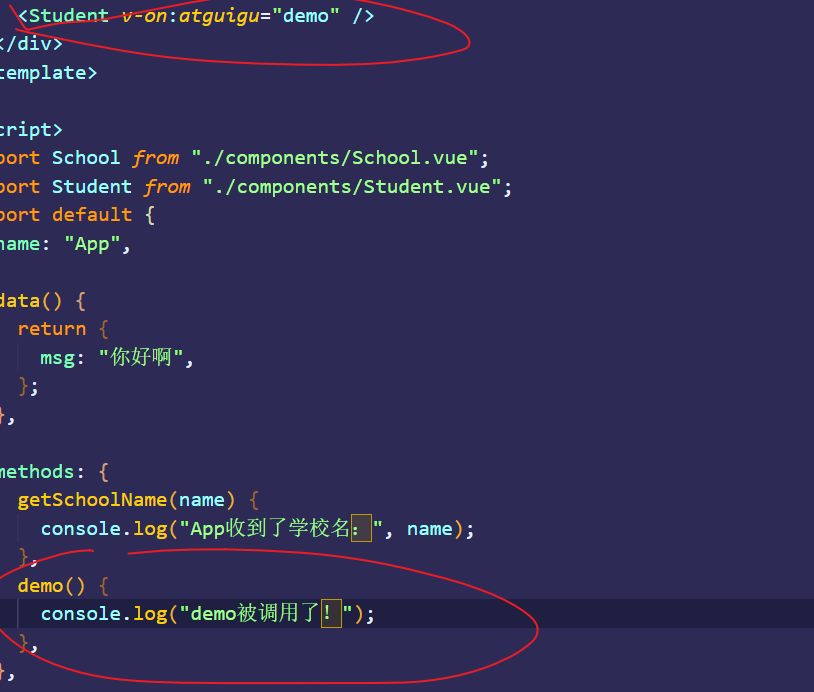 <Student v-on:atguigu="demo" />
</div>
template>
cript>
port School from "./components/School.vue";
port Student from "./components/Student.vue";
port default {
name: "App",
data() {
return {
msg: "你好啊",
};
},
methods: {
getSchoolName(name) {
console.log("App收到了学校名：", name);
},
demo() {
console.log("demo被调用了！");
},
},